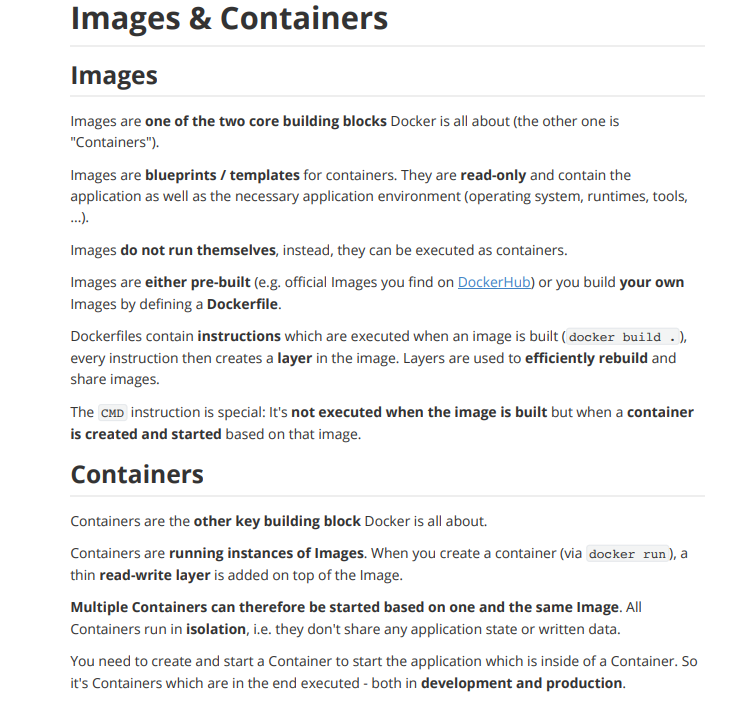 Images & Containers
Images
Images are one of the two core building blocks Docker is all about (the other one is
"Containers").
Images are blueprints / templates for containers. They are read-only and contain the
application as well as the necessary application environment (operating system, runtimes, tools,
...).
Images do not run themselves, instead, they can be executed as containers.
Images are either pre-built (e.g. official Images you find on DockerHub) or you build your own
Images by defining a Dockerfile.
Dockerfiles contain instructions which are executed when an image is built (docker build .),
every instruction then creates a layer in the image. Layers are used to efficiently rebuild and
share images.
The CMD instruction is special: It's not executed when the image is built but when a container
is created and started based on that image.
Containers
Containers are the other key building block Docker is all about.
Containers are running instances of Images. When you create a container (via docker run), a
thin read-write layer is added on top of the Image.
Multiple Containers can therefore be started based on one and the same Image. All
Containers run in isolation, i.e. they don't share any application state or written data.
You need to create and start a Container to start the application which is inside of a Container. So
it's Containers which are in the end executed - both in development and production.